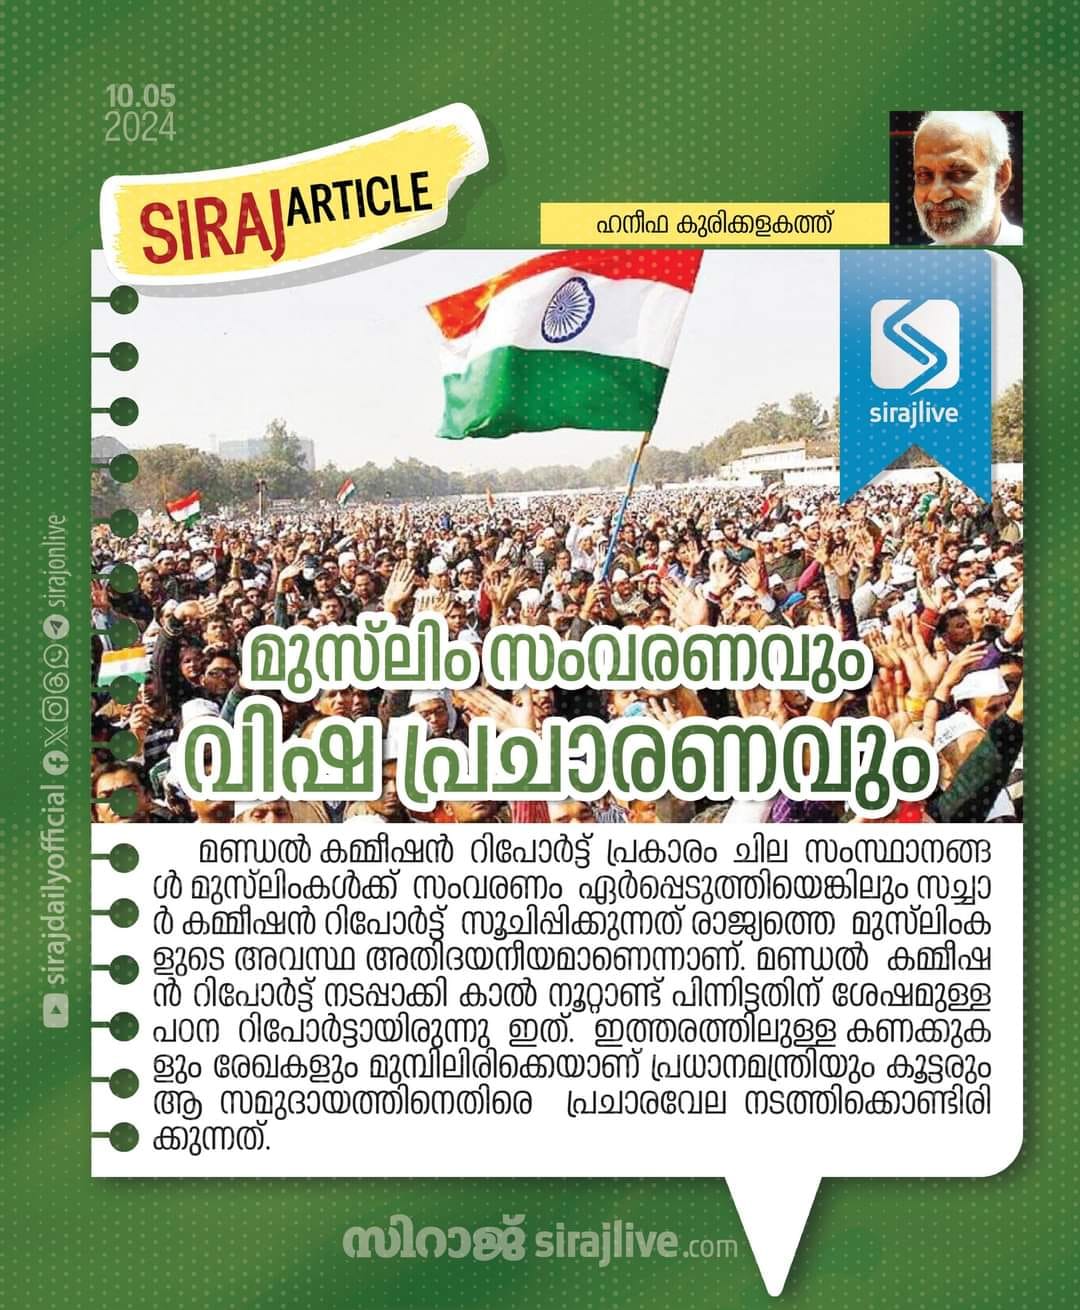 10.05
2024
SIRAJ ARTICLE
ഹനീഫ കുരിക്കളകത്ത്
sirajlive
മുസ്‌ലിം സംവരണവും
വിഷ പ്രചാരണവും
മണ്ഡൽ കമ്മീഷൻ റിപോർട്ട് പ്രകാരം ചില സംസ്ഥാനങ്ങ
ൾ മുസ്‌ലിംകൾക്ക് സംവരണം ഏർപ്പെടുത്തിയെങ്കിലും സച്ചാ
ർ കമ്മീഷൻ റിപോർട്ട് സൂചിപ്പിക്കുന്നത് രാജ്യത്തെ മുസ്‌ലിംക
ളുടെ അവസ്ഥ അതിദയനീയമാണെന്നാണ്. മണ്ഡൽ കമ്മീഷ
ൻ റിപോർട്ട് നടപ്പാക്കി കാൽ നൂറ്റാണ്ട് പിന്നിട്ടതിന് ശേഷമുള്ള
പഠന റിപോർട്ടായിരുന്നു ഇത്. ഇത്തരത്തിലുള്ള കണക്കുക
ളും രേഖകളും മുമ്പിലിരിക്കെയാണ് പ്രധാനമന്ത്രിയും കൂട്ടരും
ആ സമുദായത്തിനെതിരെ പ്രചാരവേല നടത്തിക്കൊണ്ടിരി
ക്കുന്നത്.
sirajdailyofficial
sirajonlive
സിറാജ് sirajlive.com